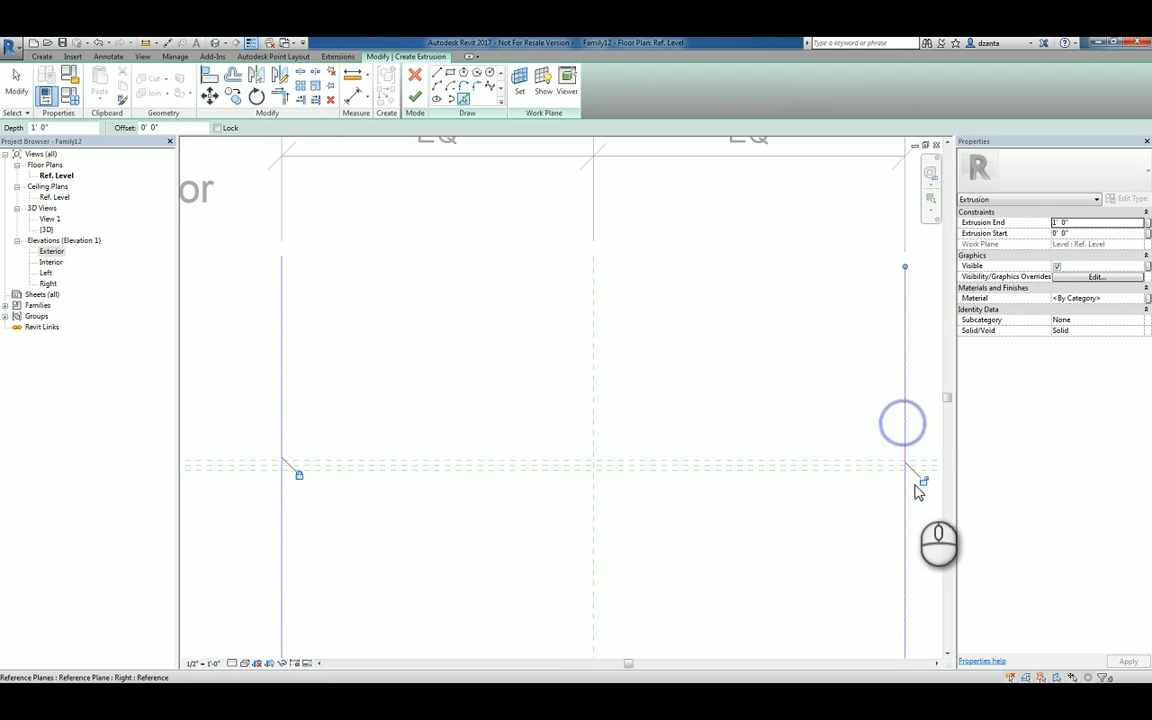 Autodesk Revit 2017 - Not For Resale Version - Family12 - Floor Plan: Ref. Level
Type a keyword or phrase
dzanta
Create Insert Annotate View Manage Add-Ins Autodesk Point Layout Extensions Modify | Create Extrusion
Modify Paste Cut Join Set Show Viewer
Select Properties Clipboard Geometry Modify Measure Create Mode Draw Work Plane
Depth 1' 0" Offset: 0' 0" Lock
Project Browser - Family12
Views (all)
Floor Plans
Ref. Level
Ceiling Plans
Ref. Level
3D Views
View 1
{3D}
Elevations (Elevation 1)
Exterior
Interior
Left
Right
Sheets (all)
Families
Groups
Revit Links
EQ EQ
or
Properties
R
Extrusion Edit Type
Constraints
Extrusion End 1' 0"
Extrusion Start 0' 0"
Work Plane Level : Ref. Level
Graphics
Visible
Visibility/Graphics Overrides Edit...
Materials and Finishes
Material <By Category>
Identity Data
Subcategory None
Solid/Void Solid
Properties help Apply
1/2" = 1'-0"
Reference Planes : Reference Plane : Right : Reference
:0